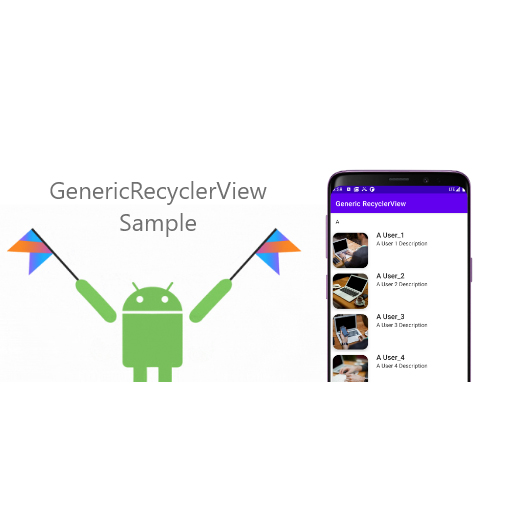 GenericRecyclerView
Sample
LTE
Generic RecyclerView
A
A User_1
A User 1 Description
A User_2
A User 2 Description
A User_3
A User 3 Description
A User_4
A User 4 Description